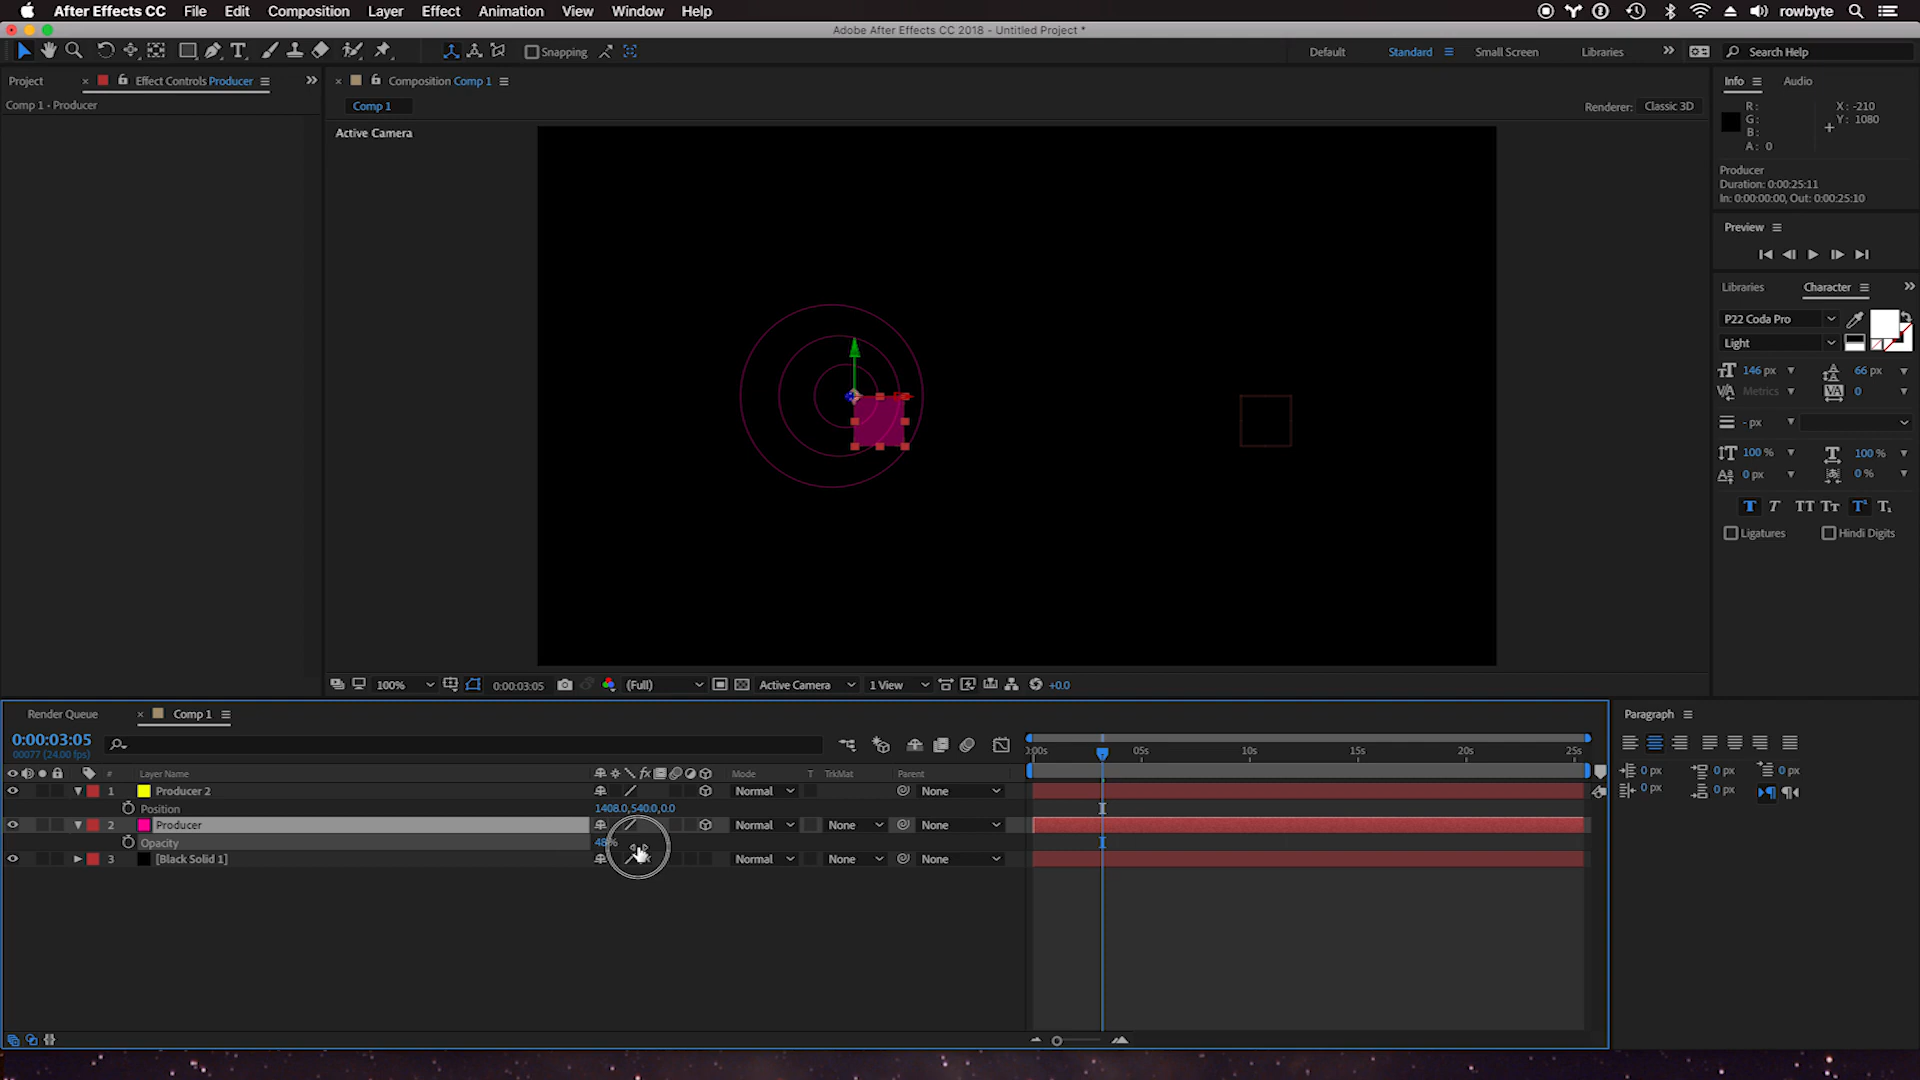 After Effects CC File Edit Composition Layer Effect Animation View Window Help rowbyte
Adobe After Effects CC 2018 - Untitled Project *
Snapping Default Standard Small Screen Libraries Search Help
Project Effect Controls Producer Composition Comp 1 Info Audio
Comp 1 - Producer
Comp 1 Renderer: Classic 3D
R: X: -210
G: Y: 1080
B:
A: 0
Active Camera
Producer
Duration: 0:00:25:11
In: 0:00:00:00, Out: 0:00:25:10
Preview
Libraries Character
P22 Coda Pro
Light
146 px 66 px
Metrics 0
- px
100 % 100 %
0 px 0 %
T T TT Tт T¹ T₁
Ligatures Hindi Digits
100% 0:00:03:05 (Full) Active Camera 1 View +0.0
Render Queue Comp 1 Paragraph
0:00:03:05
00077 (24.00 fps)
:00s 05s 10s 15s 20s 25s
0 px 0 px 0 px
0 px 0 px
# Layer Name Mode T TrkMat Parent
1 Producer 2 Normal None
Position 1408.0,540.0,0.0
2 Producer Normal None None
Opacity 48%
3 [Black Solid 1] Normal None None